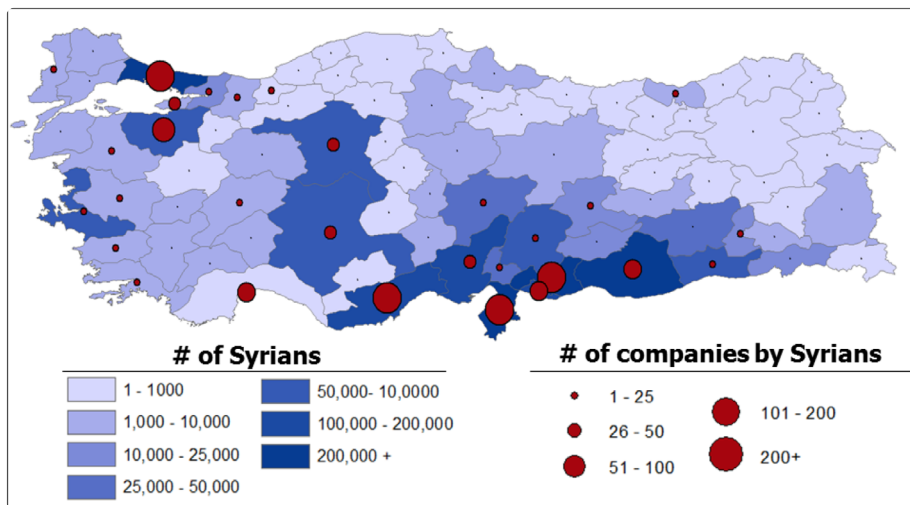 # of Syrians
1 - 1000
1,000 - 10,000
10,000 - 25,000
25,000 - 50,000
50,000- 10,0000
100,000 - 200,000
200,000 +
# of companies by Syrians
1 - 25
26 - 50
51 - 100
101 - 200
200+